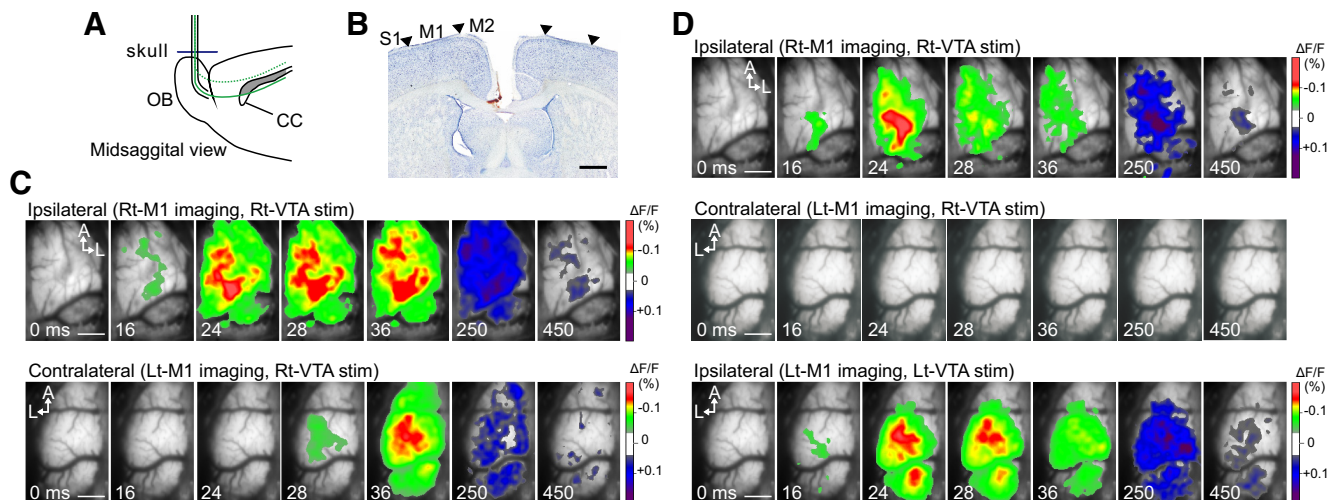 A
skull
OB
CC
Midsaggital view
B
S1 M1 M2
C
Ipsilateral (Rt-M1 imaging, Rt-VTA stim)
ΔF/F
(%)
A
L
-0.1
0
+0.1
0 ms 16 24 28 36 250 450
Contralateral (Lt-M1 imaging, Rt-VTA stim)
ΔF/F
(%)
A
L
-0.1
0
+0.1
0 ms 16 24 28 36 250 450
D
Ipsilateral (Rt-M1 imaging, Rt-VTA stim)
ΔF/F
(%)
A
L
-0.1
0
+0.1
0 ms 16 24 28 36 250 450
Contralateral (Lt-M1 imaging, Rt-VTA stim)
A
L
0 ms 16 24 28 36 250 450
Ipsilateral (Lt-M1 imaging, Lt-VTA stim)
ΔF/F
(%)
A
L
-0.1
0
+0.1
0 ms 16 24 28 36 250 450